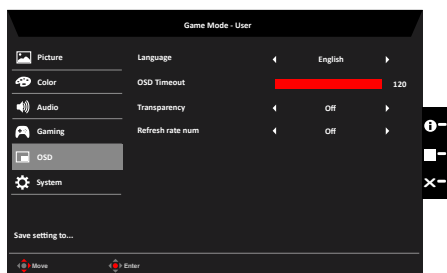 Game Mode - User
Picture
Language English
Color
OSD Timeout 120
Audio
Transparency Off
Gaming
Refresh rate num Off
OSD
System
Save setting to...
Move Enter